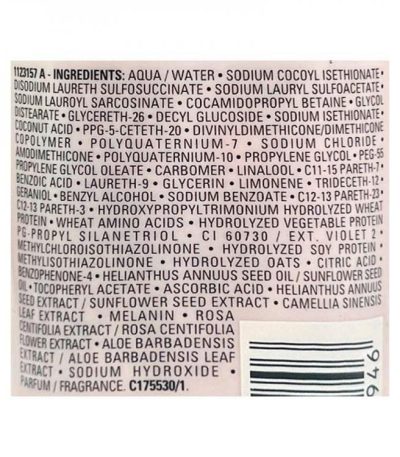 1123157 A - INGREDIENTS: AQUA / WATER • SODIUM COCOYL ISETHIONATE •
DISODIUM LAURETH SULFOSUCCINATE • SODIUM LAURYL SULFOACETATE •
SODIUM LAUROYL SARCOSINATE • COCAMIDOPROPYL BETAINE • GLYCOL
DISTEARATE • GLYCERETH-26 • DECYL GLUCOSIDE • SODIUM ISETHIONATE •
COCONUT ACID • PPG-5-CETETH-20 • DIVINYLDIMETHICONE/DIMETHICONE
COPOLYMER • POLYQUATERNIUM-7 • SODIUM CHLORIDE •
AMODIMETHICONE • POLYQUATERNIUM-10 • PROPYLENE GLYCOL • PEG-55
PROPYLENE GLYCOL OLEATE • CARBOMER • LINALOOL • C11-15 PARETH-7 •
BENZOIC ACID • LAURETH-9 • GLYCERIN • LIMONENE • TRIDECETH-12 •
GERANIOL • BENZYL ALCOHOL • SODIUM BENZOATE • C12-13 PARETH-23 •
C12-13 PARETH-3 • HYDROXYPROPYLTRIMONIUM HYDROLYZED WHEAT
PROTEIN • WHEAT AMINO ACIDS • HYDROLYZED VEGETABLE PROTEIN
PG-PROPYL SILANETRIOL • CI 60730 / EXT. VIOLET 2 •
METHYLCHLOROISOTHIAZOLINONE • HYDROLYZED SOY PROTEIN •
METHYLISOTHIAZOLINONE • HYDROLYZED OATS • CITRIC ACID •
BENZOPHENONE-4 • HELIANTHUS ANNUUS SEED OIL / SUNFLOWER SEED
OIL • TOCOPHERYL ACETATE • ASCORBIC ACID • HELIANTHUS ANNUUS
SEED EXTRACT / SUNFLOWER SEED EXTRACT • CAMELLIA SINENSIS
LEAF EXTRACT • MELANIN • ROSA
CENTIFOLIA EXTRACT / ROSA CENTIFOLIA
FLOWER EXTRACT • ALOE BARBADENSIS
EXTRACT / ALOE BARBADENSIS LEAF
EXTRACT • SODIUM HYDROXIDE •
PARFUM / FRAGRANCE. C175530/1.
946